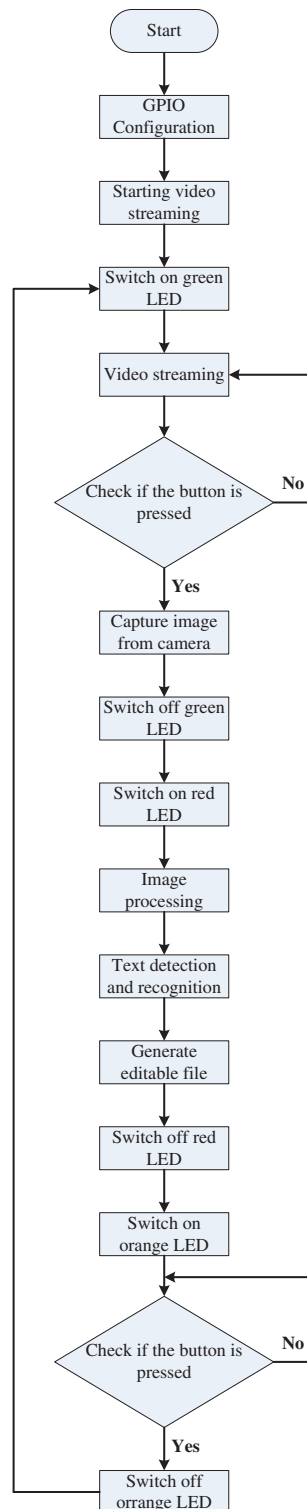 Start
GPIO
Configuration
Starting video
streaming
Switch on green
LED
Video streaming
Check if the button is
pressed
No
Yes
Capture image
from camera
Switch off green
LED
Switch on red
LED
Image
processing
Text detection
and recognition
Generate
editable file
Switch off red
LED
Switch on
orange LED
Check if the button is
pressed
No
Yes
Switch off
orrange LED